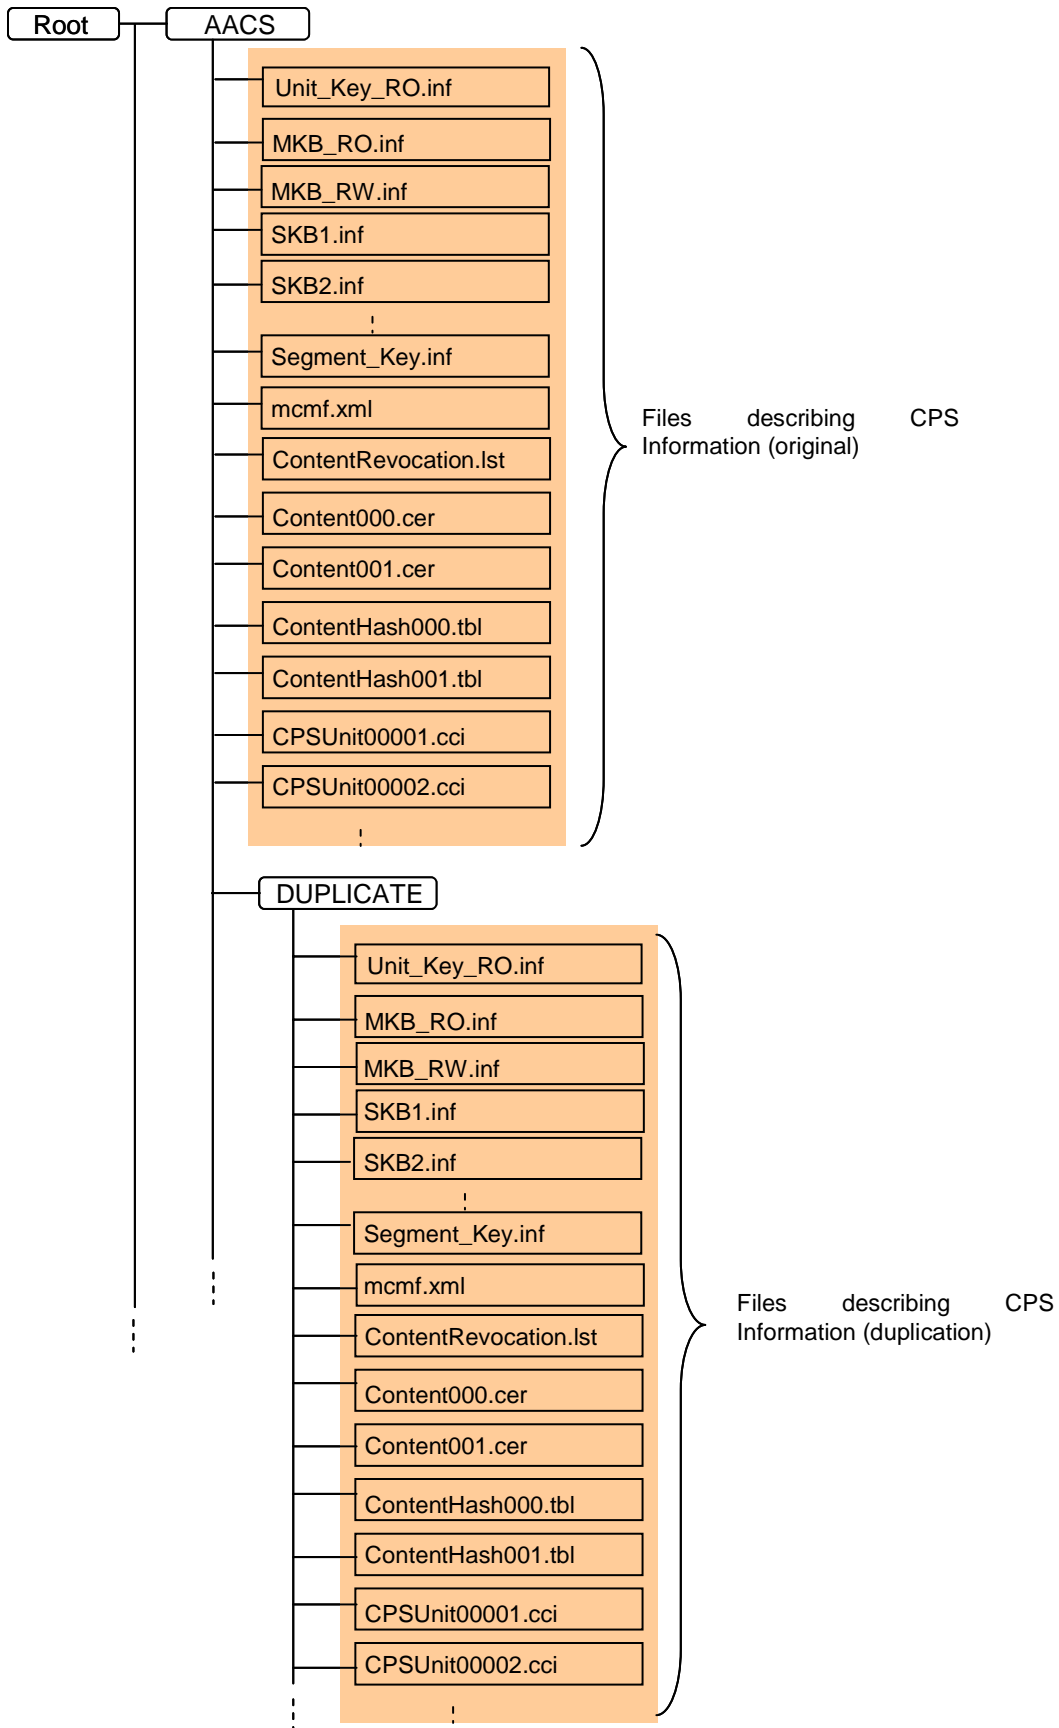 Root
AACS
Unit_Key_RO.inf
MKB_RO.inf
MKB_RW.inf
SKB1.inf
SKB2.inf
Segment_Key.inf
mcmf.xml
ContentRevocation.lst
Content000.cer
Content001.cer
ContentHash000.tbl
ContentHash001.tbl
CPSUnit00001.cci
CPSUnit00002.cci
Files describing CPS
Information (original)
DUPLICATE
Unit_Key_RO.inf
MKB_RO.inf
MKB_RW.inf
SKB1.inf
SKB2.inf
Segment_Key.inf
mcmf.xml
ContentRevocation.lst
Content000.cer
Content001.cer
ContentHash000.tbl
ContentHash001.tbl
CPSUnit00001.cci
CPSUnit00002.cci
Files describing CPS
Information (duplication)